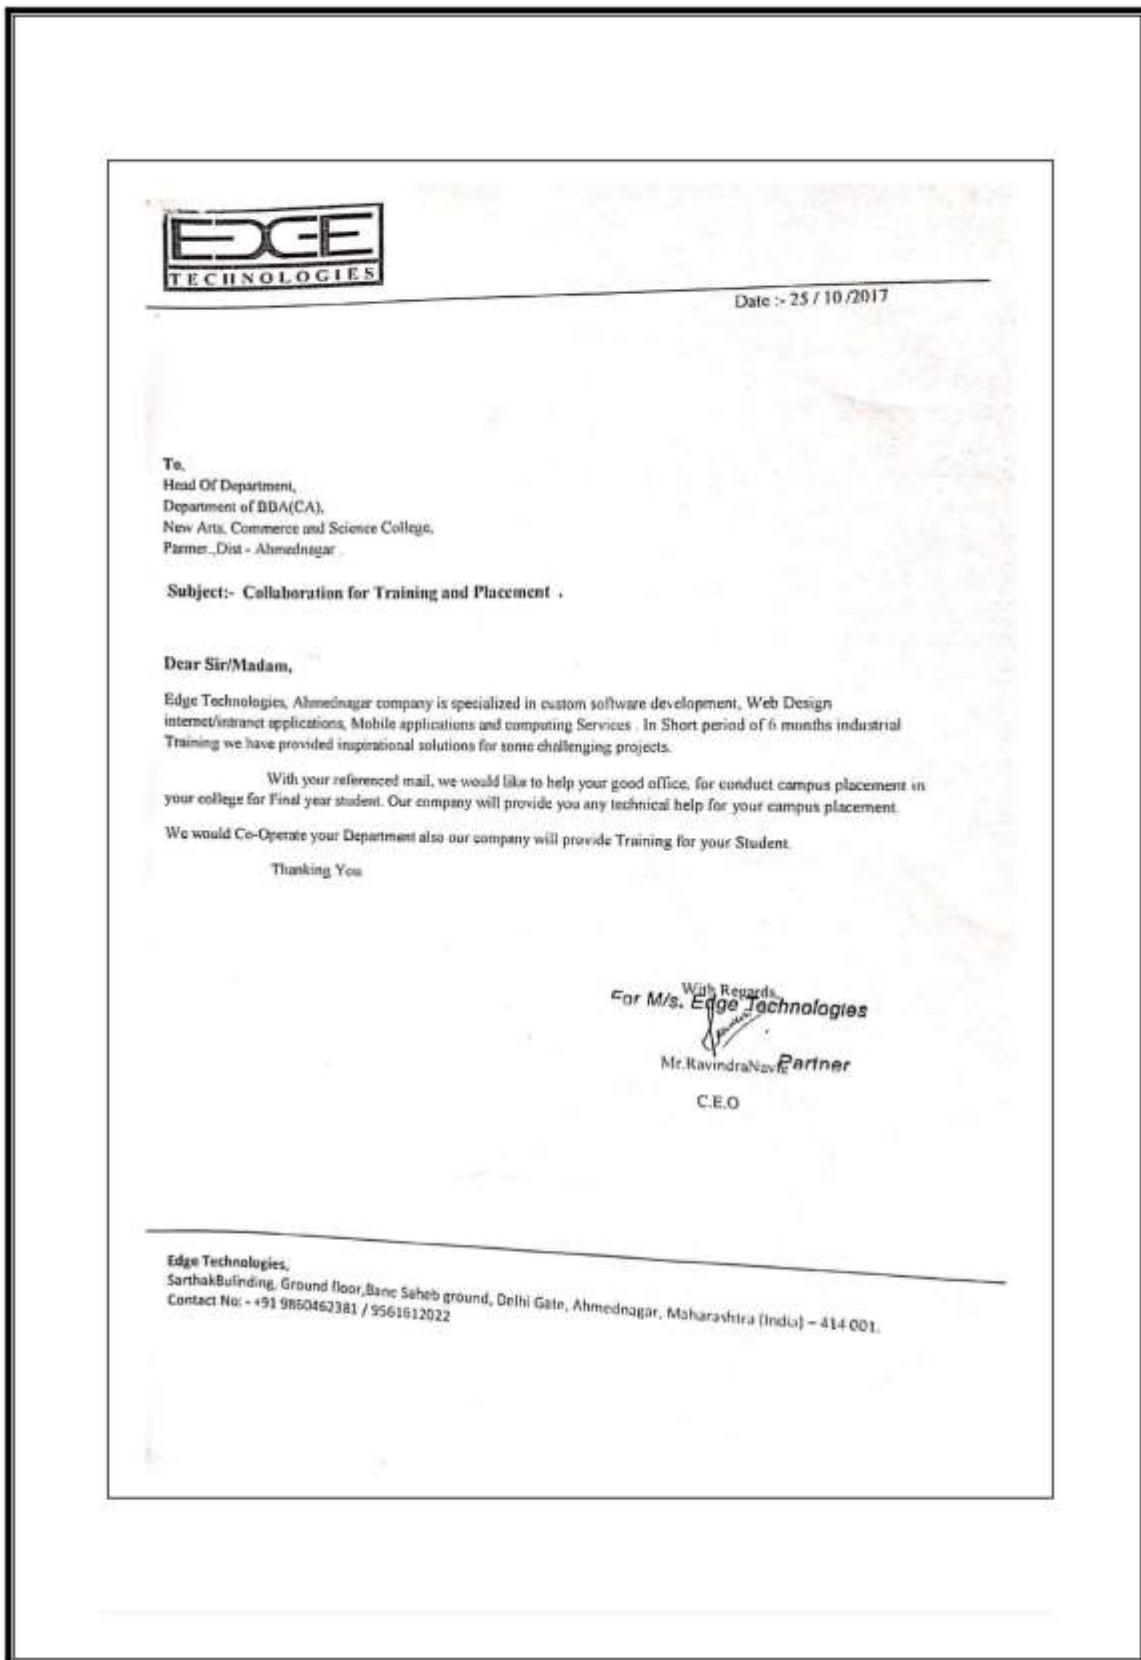 EDGE
TECHNOLOGIES
Date :- 25 / 10 /2017
To,
Head Of Department,
Department of BBA(CA),
New Arts, Commerce and Science College,
Parner.,Dist - Ahmednagar
Subject:- Collaboration for Training and Placement .
Dear Sir/Madam,
Edge Technologies, Ahmednagar company is specialized in custom software development, Web Design
internet/intranet applications, Mobile applications and computing Services . In Short period of 6 months industrial
Training we have provided inspirational solutions for some challenging projects.
With your referenced mail, we would like to help your good office, for conduct campus placement in
your college for Final year student. Our company will provide you any technical help for your campus placement.
We would Co-Operate your Department also our company will provide Training for your Student.
Thanking You
With Regards,
For M/s. Edge Technologies
Mr.Ravindra Partner
C.E.O
Edge Technologies,
SarthakBulinding, Ground floor,Bane Saheb ground, Delhi Gate, Ahmednagar, Maharashtra (India) – 414 001.
Contact No: - +91 9860462381 / 9561612022